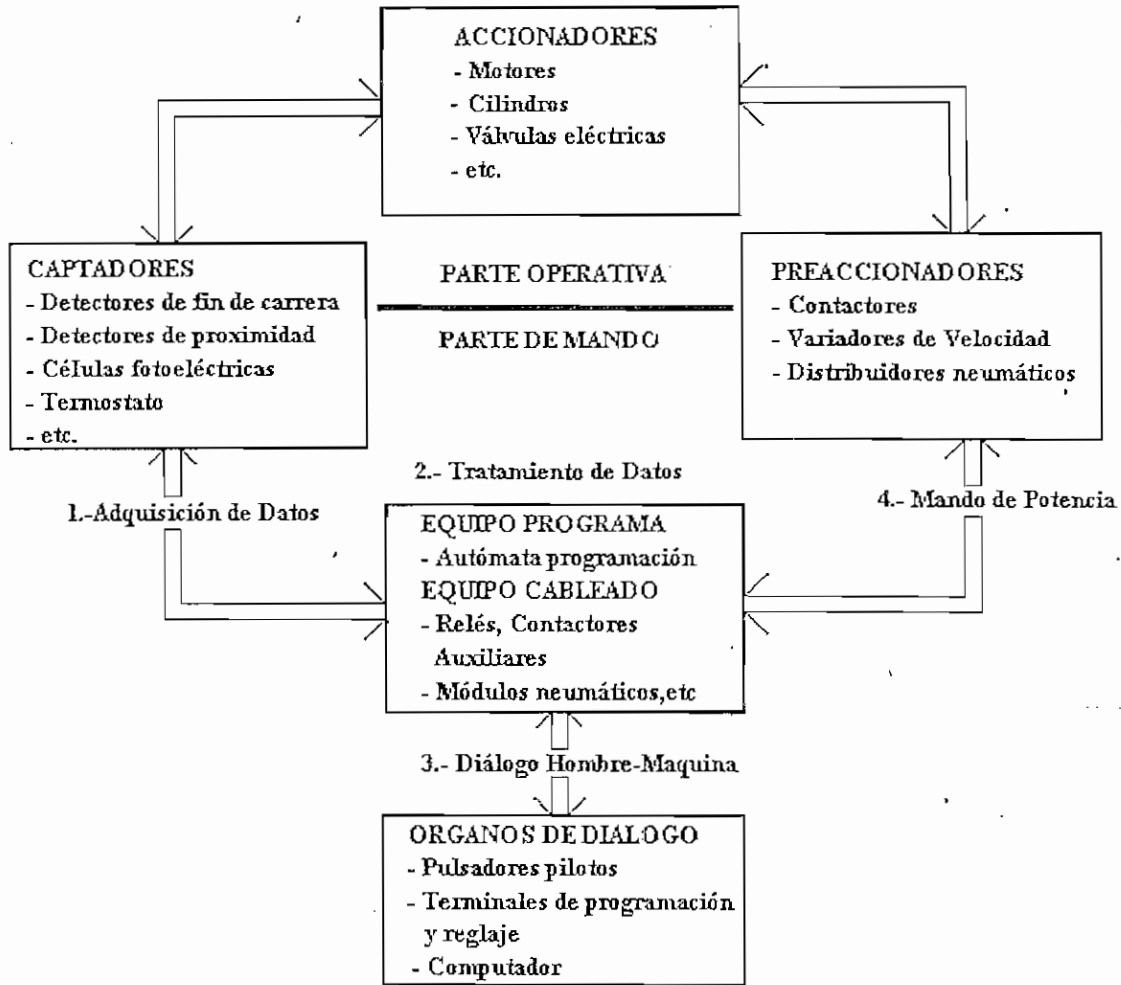 ACCIONADORES
- Motores
- Cilindros
- Válvulas eléctricas
- etc.
CAPTADORES
- Detectores de fin de carrera
- Detectores de proximidad
- Células fotoeléctricas
- Termostato
- etc.
PARTE OPERATIVA
PARTE DE MANDO
PREACCIONADORES
- Contactores
- Variadores de Velocidad
- Distribuidores neumáticos
1.-Adquisición de Datos
2.- Tratamiento de Datos
4.- Mando de Potencia
EQUIPO PROGRAMA
- Autómata programación
EQUIPO CABLEADO
- Relés, Contactores
Auxiliares
- Módulos neumáticos,etc
3.- Diálogo Hombre-Maquina
ORGANOS DE DIALOGO
- Pulsadores pilotos
- Terminales de programación
y reglaje
- Computador